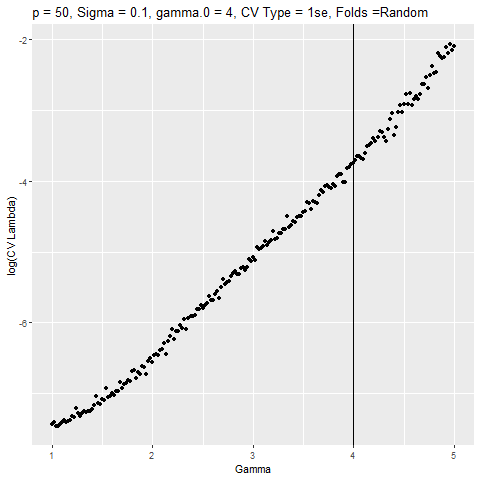 p = 50, Sigma = 0.1, gamma.0 = 4, CV Type = 1se, Folds =Random
-2
-4
-6
log(CV Lambda)
1 2 3 4 5
Gamma